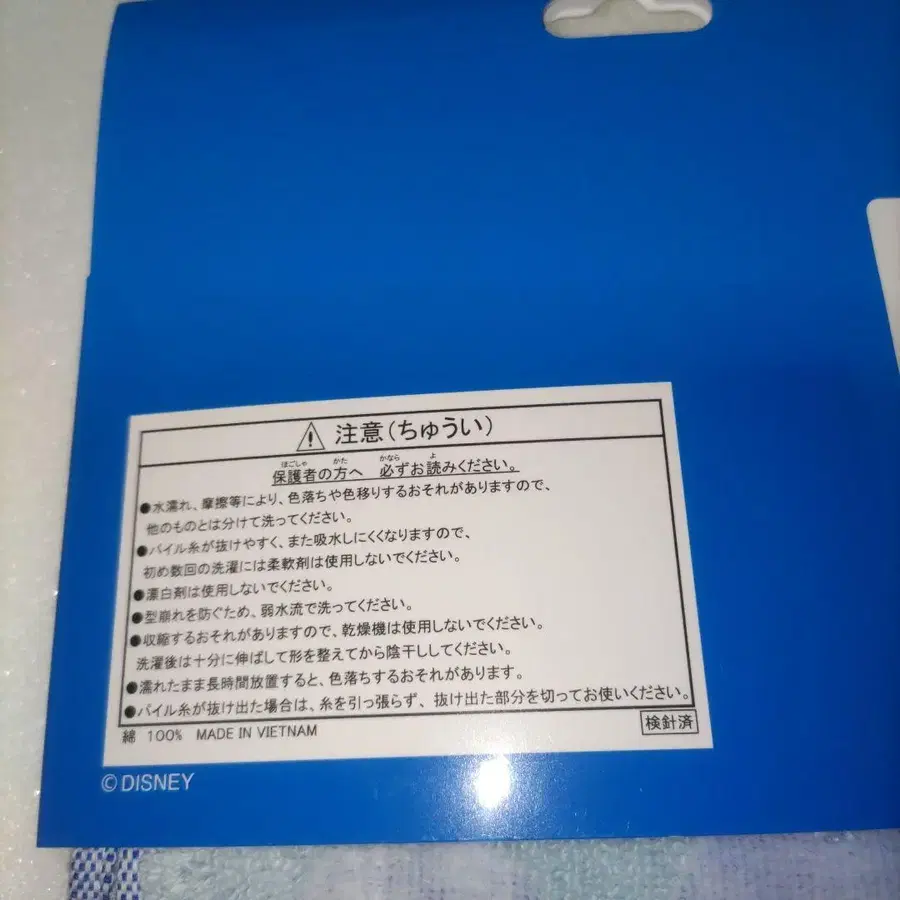 注意(ちゅうい)
保護者の方へ 必ずお読みください。
●水濡れ、摩擦等により、色落ちや色移りするおそれがありますので、
他のものとは分けて洗ってください。
●パイル糸が抜けやすく、また吸水しにくくなりますので、
初め数回の洗濯には柔軟剤は使用しないでください。
●漂白剤は使用しないでください。
●型崩れを防ぐため、弱水流で洗ってください。
●収縮するおそれがありますので、乾燥機は使用しないでください。
洗濯後は十分に伸ばして形を整えてから陰干ししてください。
●濡れたまま長時間放置すると、色落ちするおそれがあります。
●パイル糸が抜け出た場合は、糸を引っ張らず、抜け出た部分を切ってお使いください。
綿 100% MADE IN VIETNAM
検針済
©DISNEY